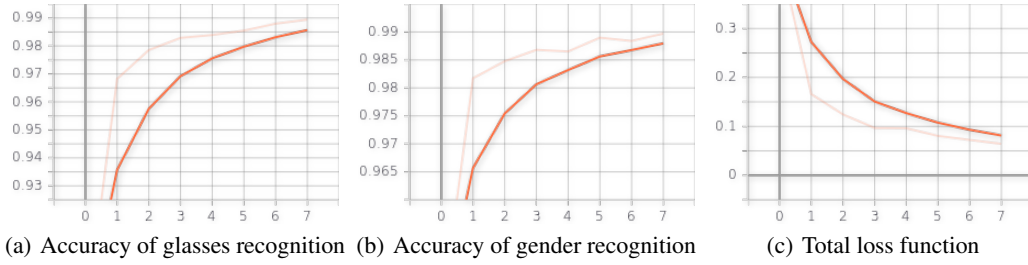 0.99
0.98
0.97
0.96
0.95
0.94
0.93
0 1 2 3 4 5 6 7
(a) Accuracy of glasses recognition
0.99
0.985
0.98
0.975
0.97
0.965
0 1 2 3 4 5 6 7
(b) Accuracy of gender recognition
0.3
0.2
0.1
0
0 1 2 3 4 5 6 7
(c) Total loss function